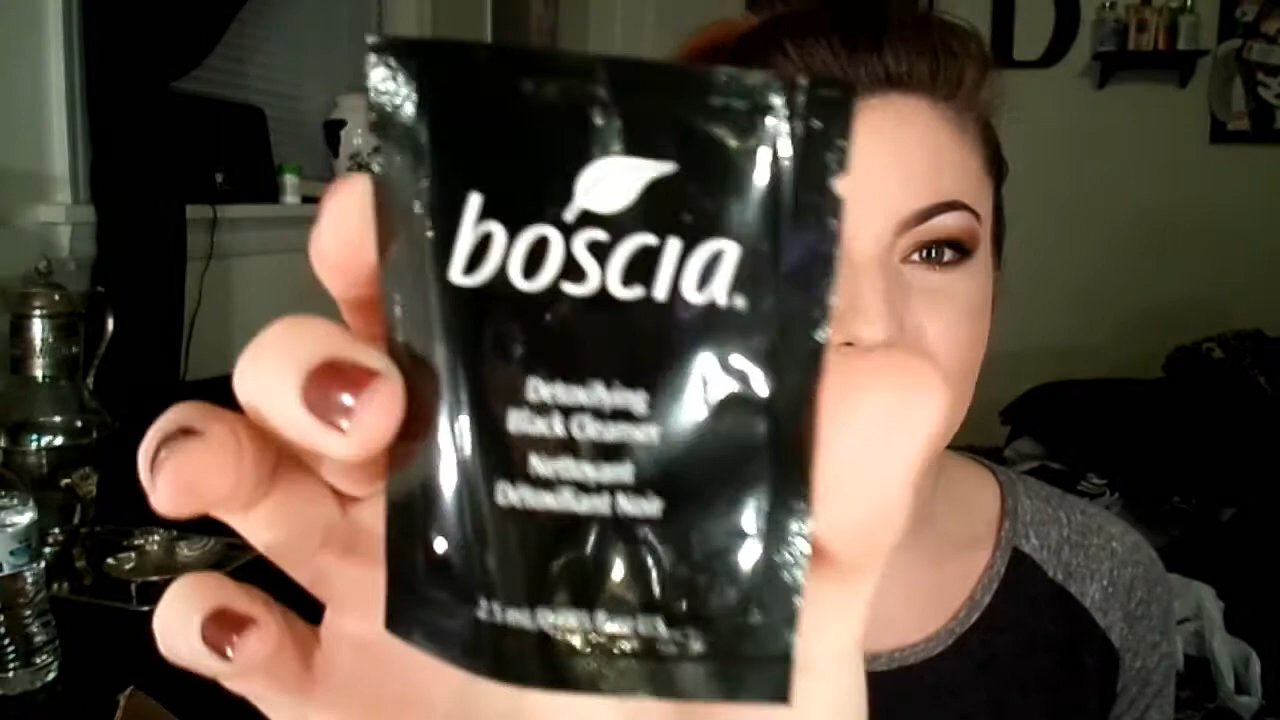 boscia.
Detoxifying
Black Cleanser
Nettoyant
Détoxifiant Noir
D